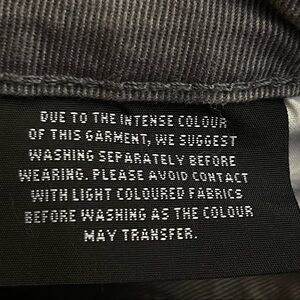 DUE TO THE INTENSE COLOUR
OF THIS GARMENT, WE SUGGEST
WASHING SEPARATELY BEFORE
WEARING. PLEASE AVOID CONTACT
WITH LIGHT COLOURED FABRICS
BEFORE WASHING AS THE COLOUR
MAY TRANSFER.